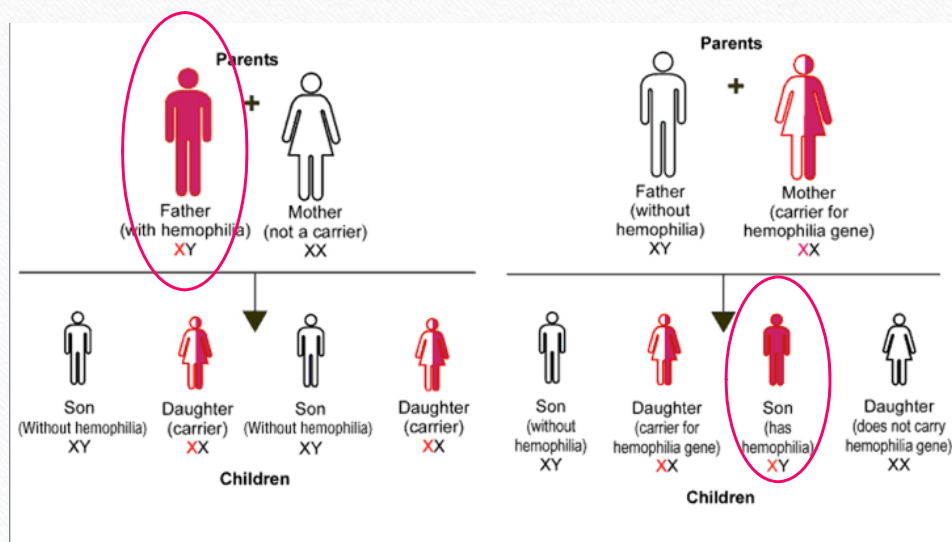 Parents
+
Father
(with hemophilia)
XY
Mother
(not a carrier)
XX
Son
(Without hemophilia)
XY
Daughter
(carrier)
XX
Son
(Without hemophilia)
XY
Daughter
(carrier)
XX
Children
Parents
+
Father
(without
hemophilia)
XY
Mother
(carrier for
hemophilia gene)
XX
Son
(without
hemophilia)
XY
Daughter
(carrier for
hemophilia gene)
XX
Son
(has
hemophilia)
XY
Daughter
(does not carry
hemophilia gene)
XX
Children